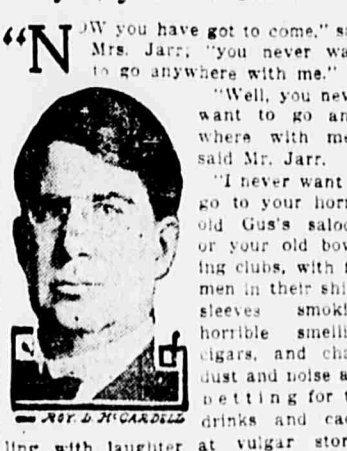 "NOW you have got to come," sa
Mrs. Jarr; "you never wa
to go anywhere with me."
"Well, you nev
want to go an
where with me
said Mr. Jarr.
"I never want
go to your horr
old Gus's saloo
or your old bow
ing clubs, with f
men in their shi
sleeves smoki
horrible smelli
cigars, and cha
dust and noise a
betting for t
drinks and cac
ling with laughter at vulgar stor
ROY. L. McCARDELL